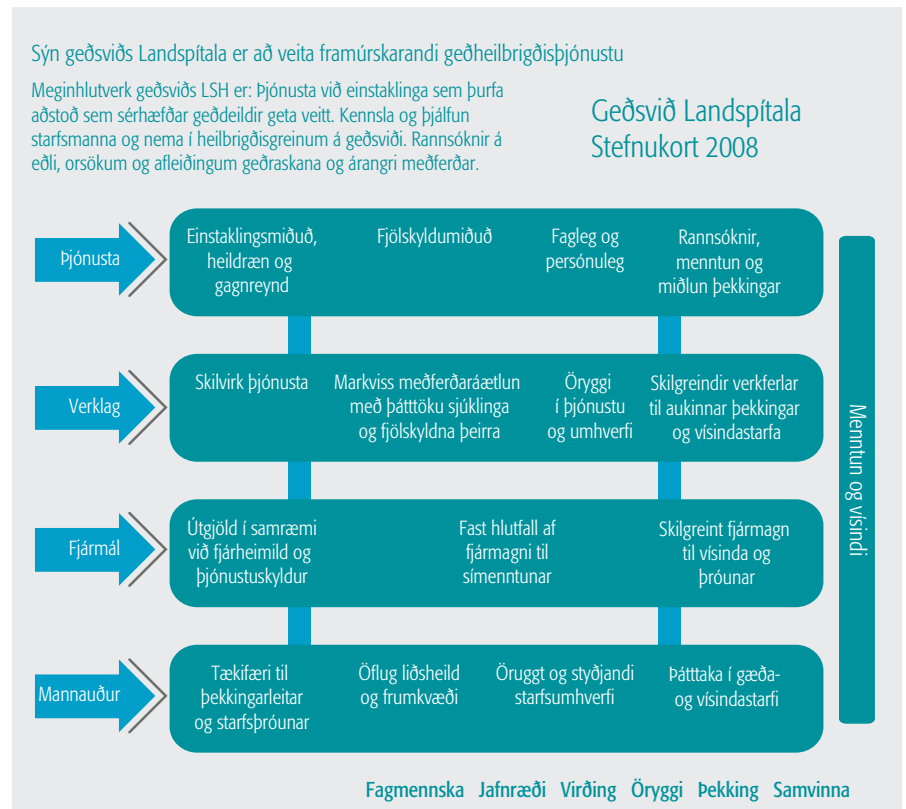 Sýn geðsviðs Landspítala er að veita framúrskarandi geðheilbrigðisþjónustu
Meginhlutverk geðsviðs LSH er: Þjónusta við einstaklinga sem þurfa
aðstoð sem sérhæfðar geðdeildir geta veitt. Kennsla og þjálfun
starfsmanna og nema í heilbrigðisgreinum á geðsviði. Rannsóknir á
eðli, orsökum og afleiðingum geðraskana og árangri meðferðar.
Geðsvið Landspítala
Stefnukort 2008
Þjónusta
Einstaklingsmiðuð,
heildræn og
gagnreynd
Fjölskyldumiðuð
Fagleg og
persónuleg
Rannsóknir,
menntun og
miðlun þekkingar
Verklag
Skilvirk þjónusta
Markviss meðferðaráætlun
með þátttöku sjúklinga
og fjölskyldna þeirra
Öryggi
í þjónustu
og umhverfi
Skilgreindir verkferlar
til aukinnar þekkingar
og vísindastarfa
Fjármál
Útgjöld í samræmi
við fjárheimild og
þjónustuskyldur
Fast hlutfall af
fjármagni til
símenntunar
Skilgreint fjármagn
til vísinda og
þróunar
Mannauður
Tækifæri til
þekkingarleitar
og starfsþróunar
Öflug liðsheild
og frumkvæði
Öruggt og styðjandi
starfsumhverfi
Þátttaka í gæða-
og vísindastarfi
Menntun og vísindi
Fagmennska Jafnræði Virðing Öryggi Þekking Samvinna